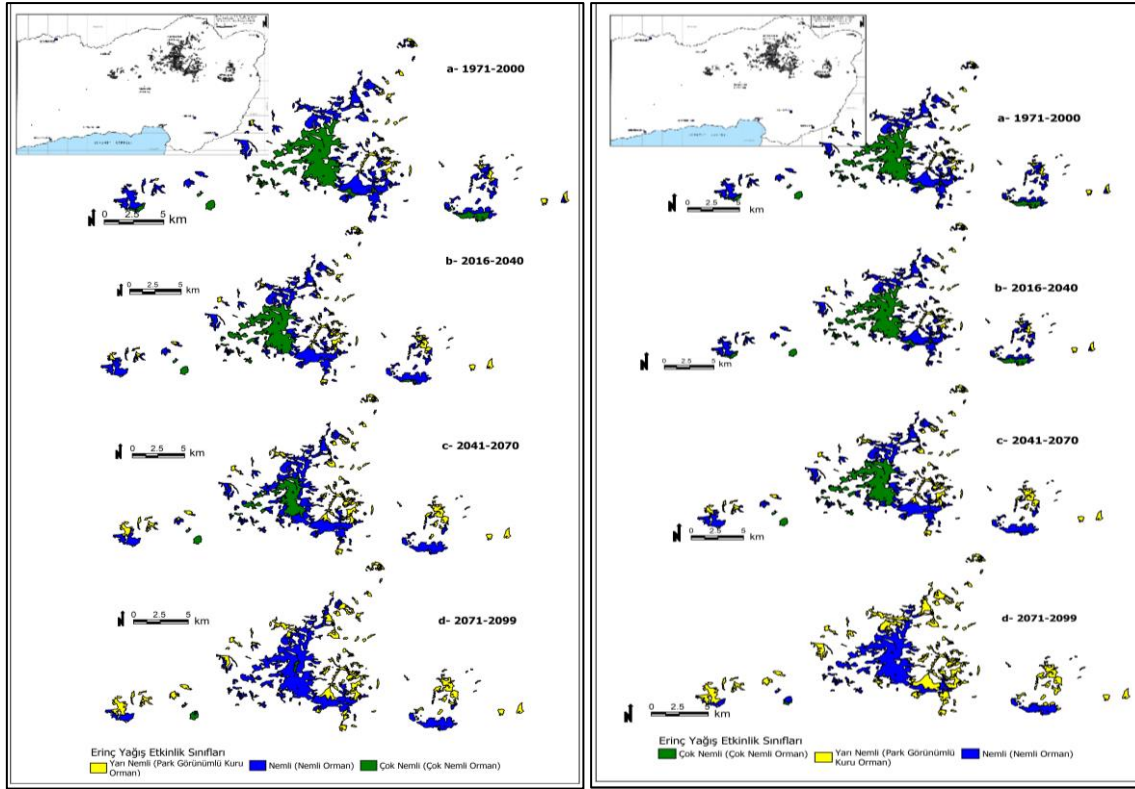 a- 1971-2000
N 0 2.5 5 km
b- 2016-2040
N 0 2.5 5 km
c- 2041-2070
N 0 2.5 5 km
d- 2071-2099
N 0 2.5 5 km
Erinç Yağış Etkinlik Sınıfları
Yarı Nemli (Park Görünümlü Kuru Orman)
Nemli (Nemli Orman)
Çok Nemli (Çok Nemli Orman)
a- 1971-2000
N 0 2.5 5 km
b- 2016-2040
N 0 2.5 5 km
c- 2041-2070
N 0 2.5 5 km
d- 2071-2099
N 0 2.5 5 km
Erinç Yağış Etkinlik Sınıfları
Çok Nemli (Çok Nemli Orman)
Yarı Nemli (Park Görünümlü
Kuru Orman)
Nemli (Nemli Orman)